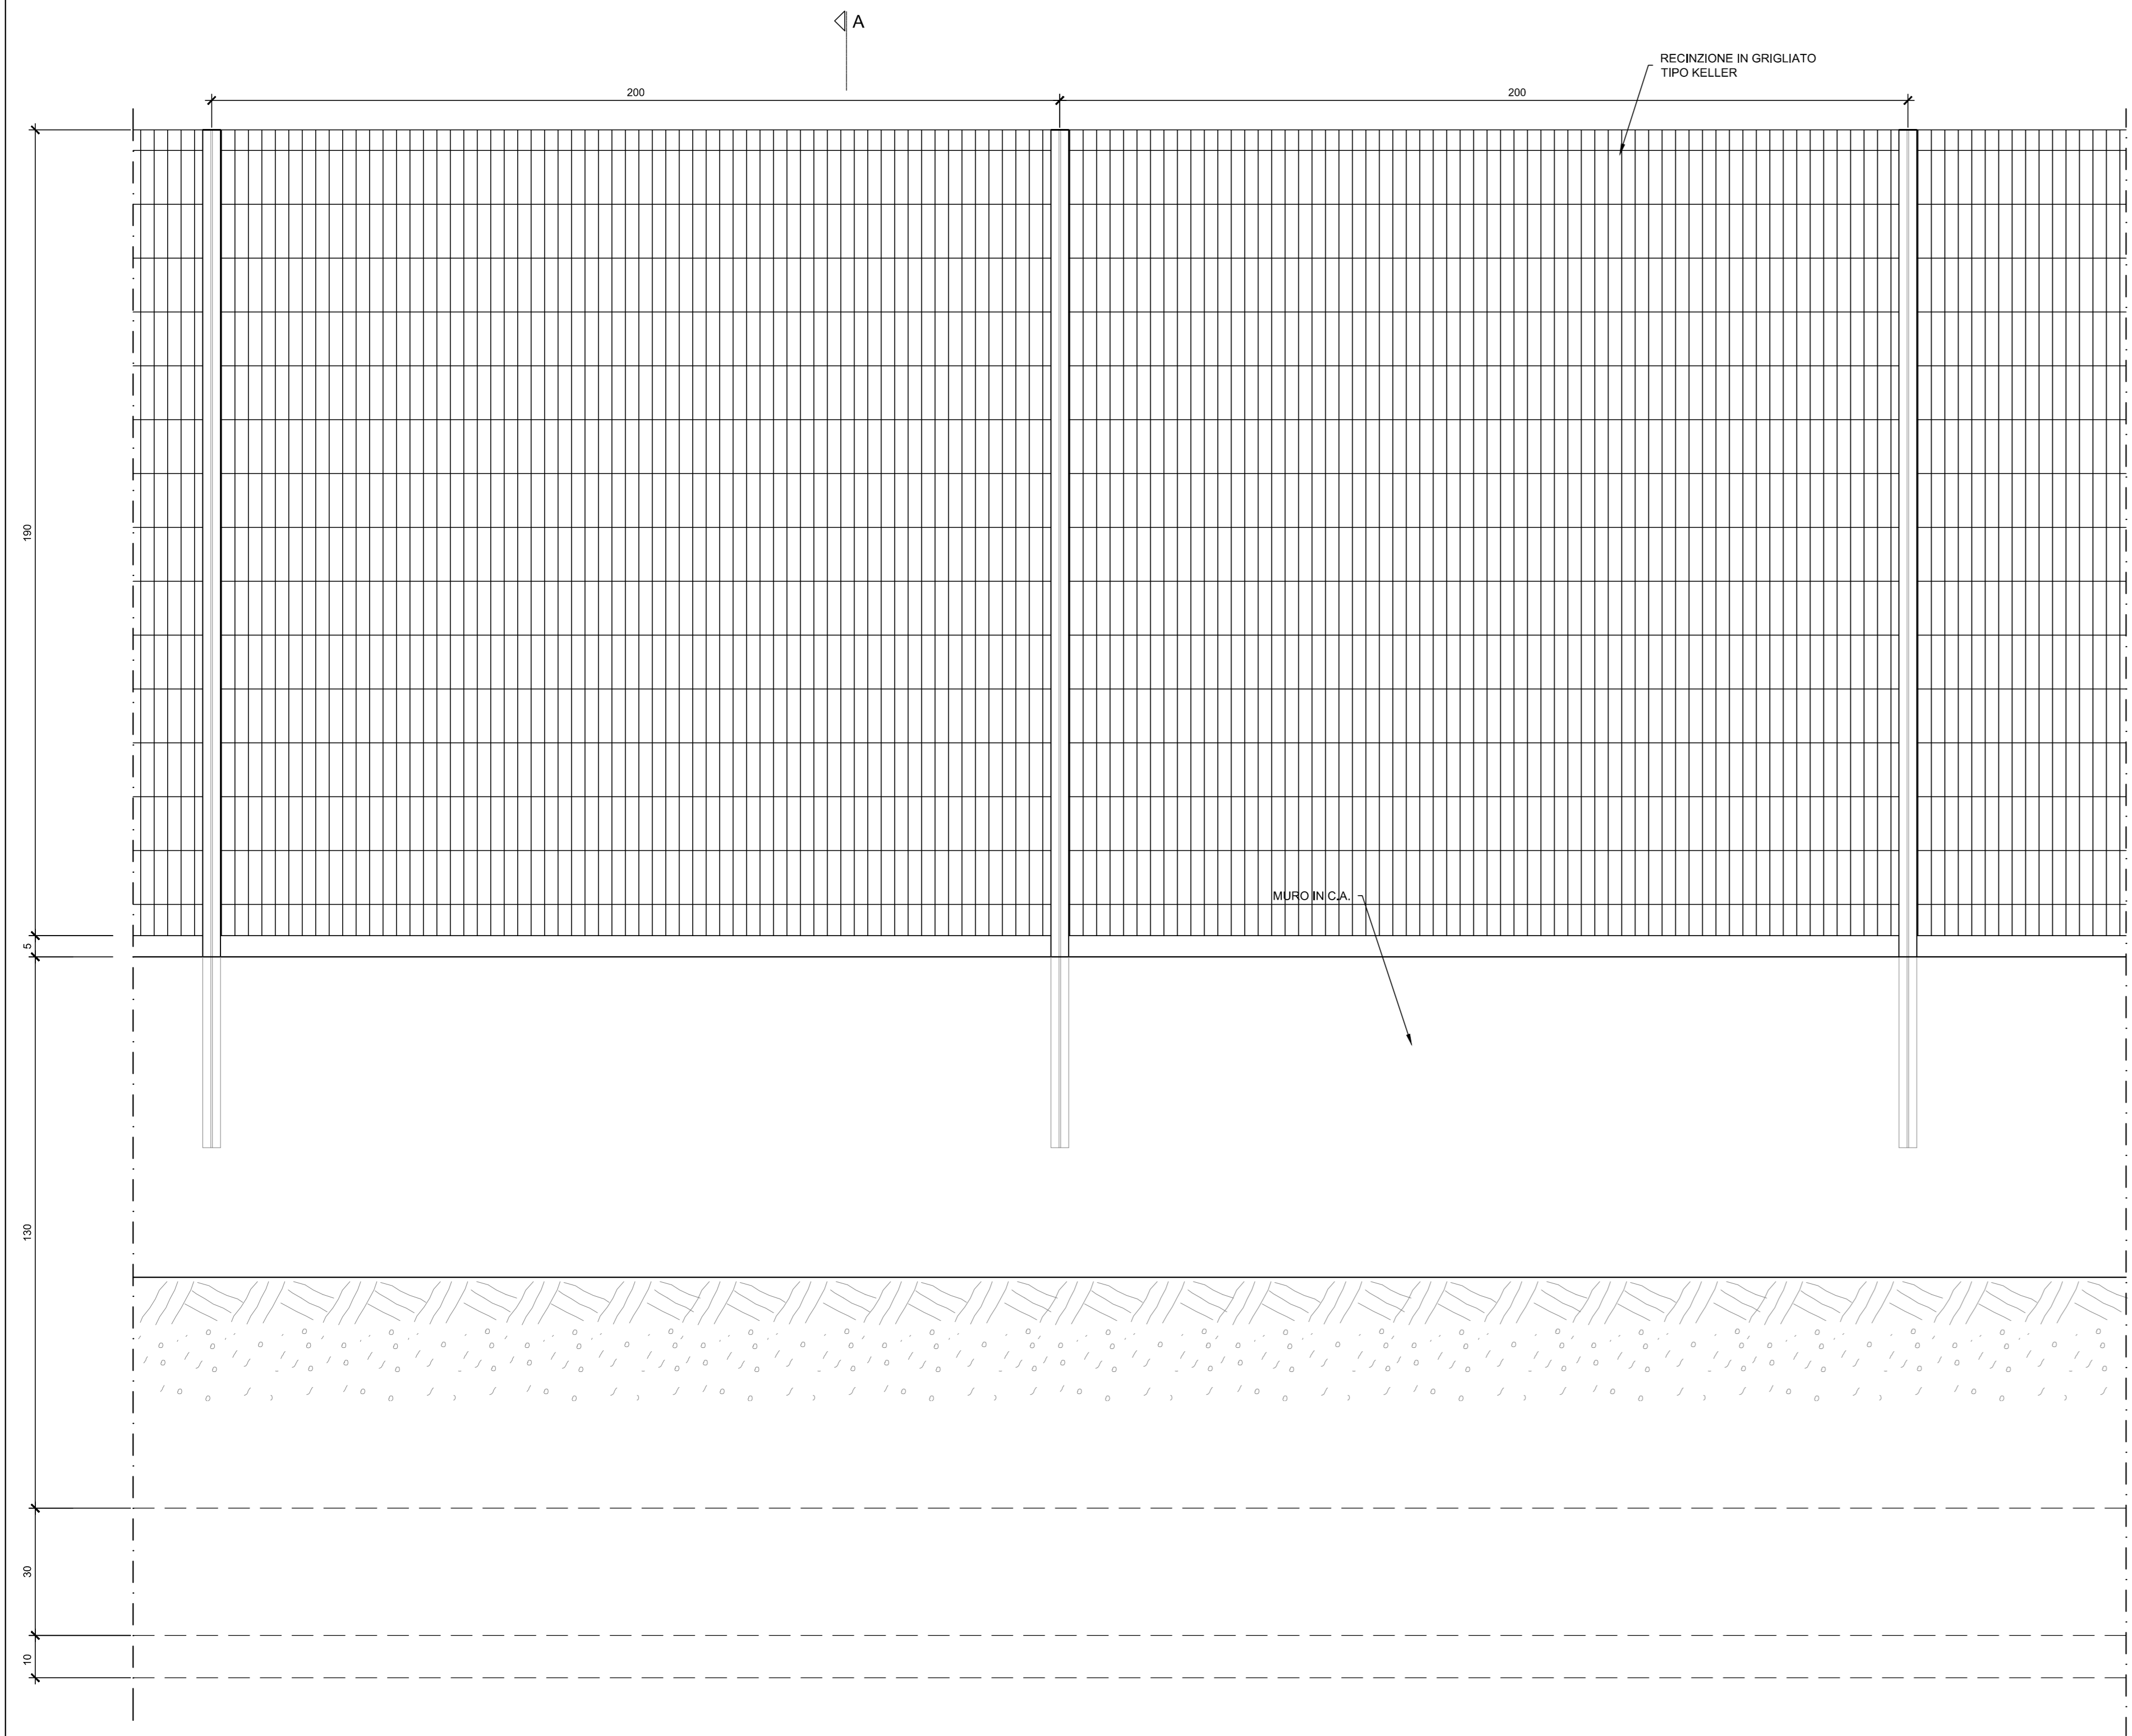 A
RECINZIONE IN GRIGLIATO
TIPO KELLER
200
200
190
MURO IN C.A.
5
130
30
10